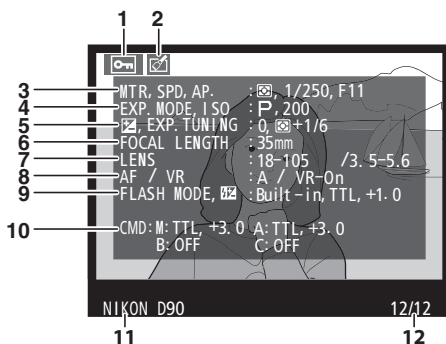 1 2
3 MTR, SPD, AP. : , 1/250, F11
4 EXP. MODE, ISO : P, 200
5 , EXP. TUNING : 0, +1/6
6 FOCAL LENGTH : 35mm
7 LENS : 18-105 /3. 5-5.6
8 AF / VR : A / VR-On
9 FLASH MODE, : Built-in, TTL, +1. 0
10 CMD: M: TTL, +3. 0 A: TTL, +3. 0
B: OFF C: OFF
NIKON D90 12/12
11 12